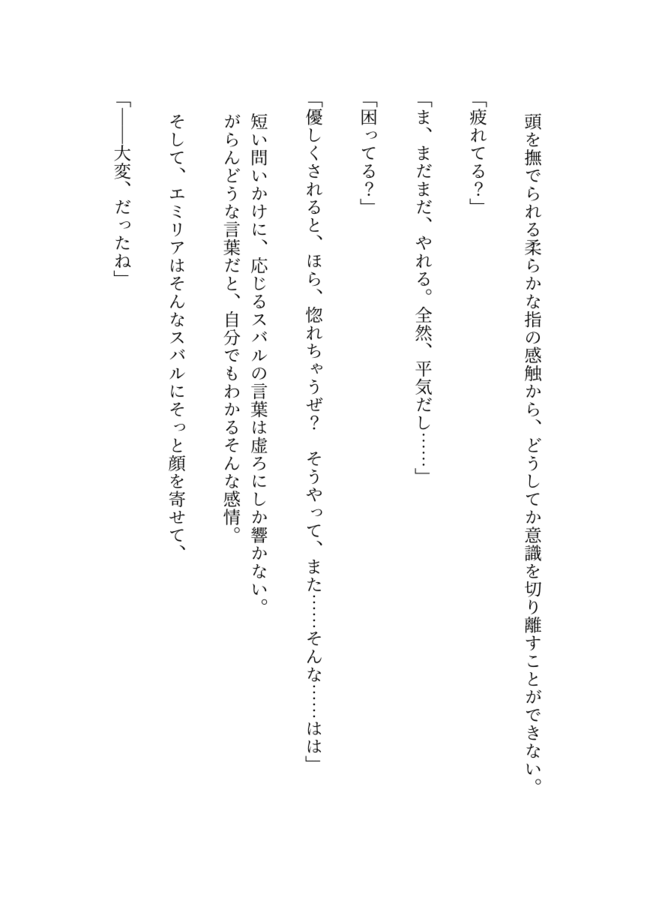 頭を撫でられる柔らかな指の感触から、どうしてか意識を切り離すことができない。
「疲れてる?」
「ま、まだまだ、やれる。全然、平気だし……」
「困ってる?」
「優しくされると、ほら、惚れちゃうぜ? そうやって、また……そんな……はは」
短い問いかけに、応じるスバルの言葉は虚ろにしか響かない。
がらんどうな言葉だと、自分でもわかるそんな感情。
そして、エミリアはそんなスバルにそっと顔を寄せて、
「――大変、だったね」